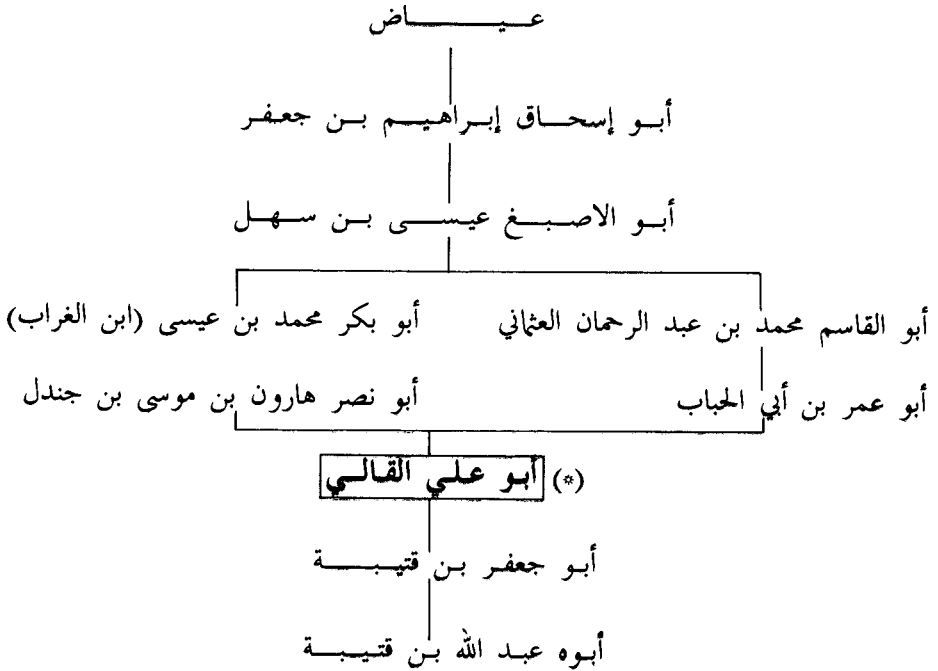 عياض
أبو إسحاق إبراهيم بن جعفر
أبو الاصبغ عيسى بن سهل
أبو القاسم محمد بن عبد الرحمان العثماني
أبو بكر محمد بن عيسى (ابن الغراب)
أبو عمر بن أبي الحباب
أبو نصر هارون بن موسى بن جندل
(*) أبو علي القالي
أبو جعفر بن قتيبة
أبوه عبد الله بن قتيبة